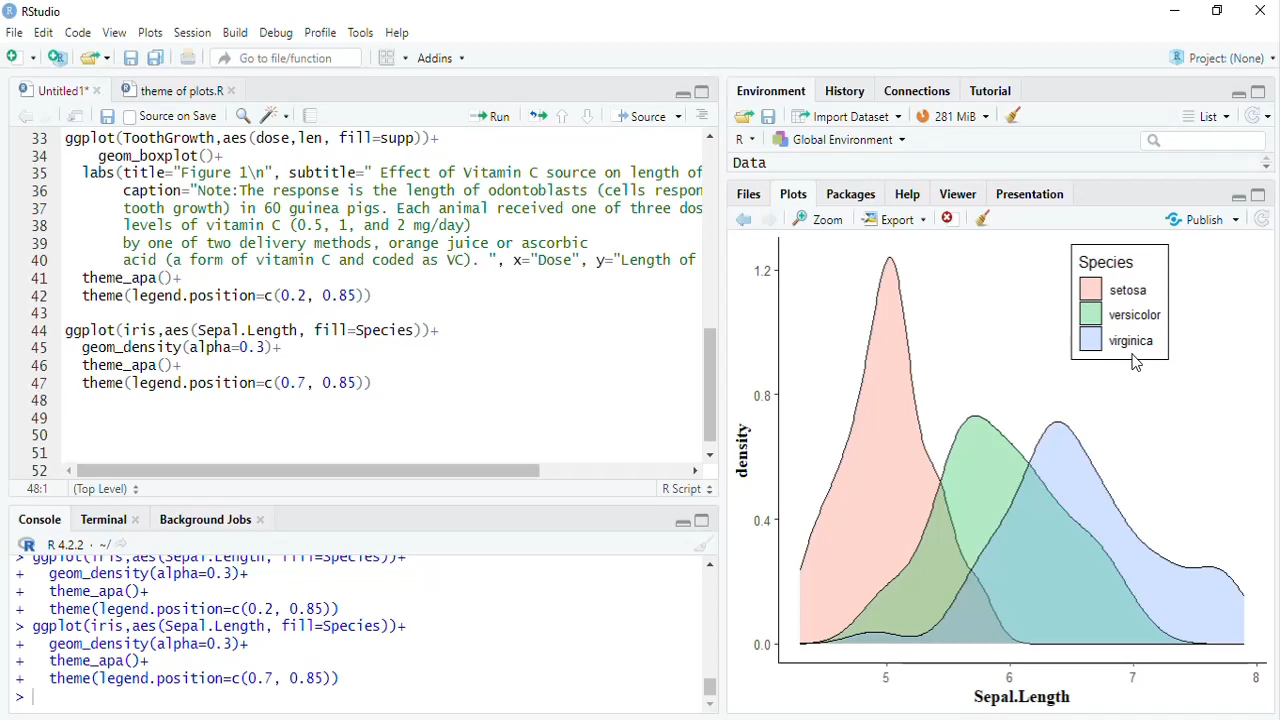 RStudio
File Edit Code View Plots Session Build Debug Profile Tools Help
Go to file/function Addins Project: (None)
Untitled1* theme of plots.R
Source on Save Run Source
33 ggplot(ToothGrowth,aes(dose,len, fill=supp))+
34 geom_boxplot()+
35 labs(title="Figure 1\n", subtitle=" Effect of Vitamin C source on length of
36 caption="Note:The response is the length of odontoblasts (cells respon
37 tooth growth) in 60 guinea pigs. Each animal received one of three dos
38 levels of vitamin C (0.5, 1, and 2 mg/day)
39 by one of two delivery methods, orange juice or ascorbic
40 acid (a form of vitamin C and coded as VC). ", x="Dose", y="Length of
41 theme_apa()+
42 theme(legend.position=c(0.2, 0.85))
43
44 ggplot(iris,aes(Sepal.Length, fill=Species))+
45 geom_density(alpha=0.3)+
46 theme_apa()+
47 theme(legend.position=c(0.7, 0.85))
48
49
50
51
52
48:1 (Top Level) R Script
Console Terminal Background Jobs
R 4.2.2 · ~/
> ggplot(iris,aes(Sepal.Length, fill=Species))+
+ geom_density(alpha=0.3)+
+ theme_apa()+
+ theme(legend.position=c(0.2, 0.85))
> ggplot(iris,aes(Sepal.Length, fill=Species))+
+ geom_density(alpha=0.3)+
+ theme_apa()+
+ theme(legend.position=c(0.7, 0.85))
>
Environment History Connections Tutorial
Import Dataset 281 MiB List
R Global Environment
Data
Files Plots Packages Help Viewer Presentation
Zoom Export Publish
Species
setosa
versicolor
virginica
1.2
0.8
0.4
0.0
density
5 6 7 8
Sepal.Length